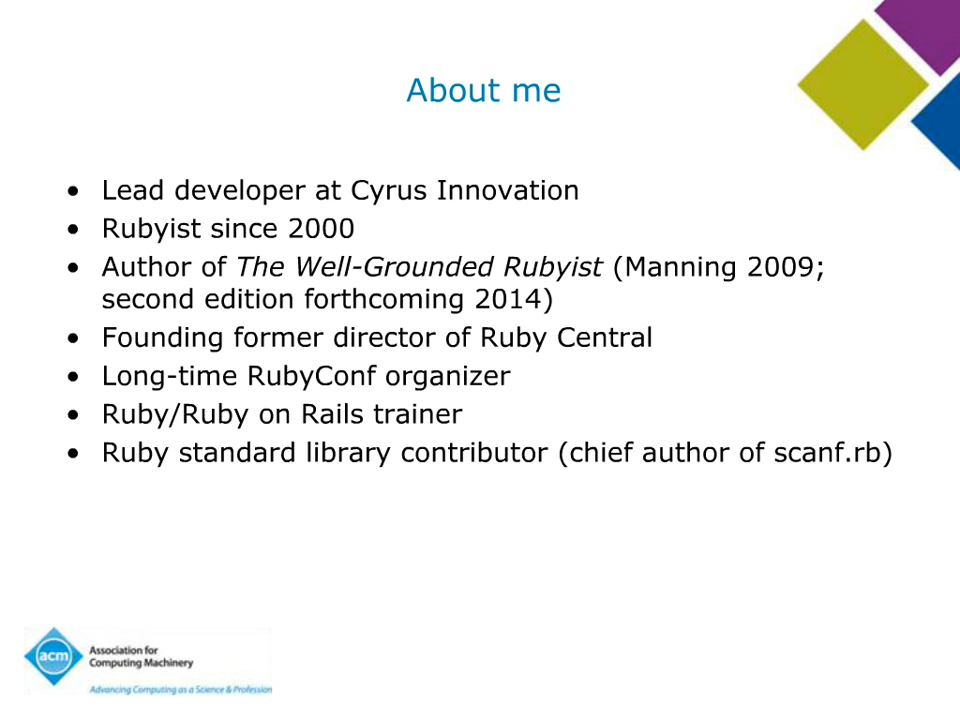 About me
• Lead developer at Cyrus Innovation
• Rubyist since 2000
• Author of The Well-Grounded Rubyist (Manning 2009;
second edition forthcoming 2014)
• Founding former director of Ruby Central
• Long-time RubyConf organizer
• Ruby/Ruby on Rails trainer
• Ruby standard library contributor (chief author of scanf.rb)
acm
Association for
Computing Machinery
Advancing Computing as a Science & Profession